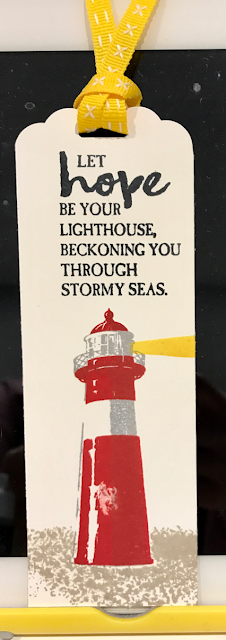 LET
hope
BE YOUR
LIGHTHOUSE,
BECKONING YOU
THROUGH
STORMY SEAS.